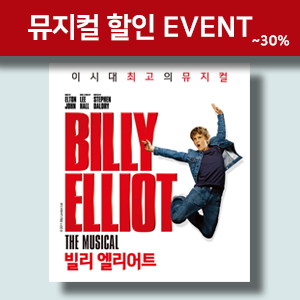 뮤지컬 할인 EVENT ~30%
이 시 대 최 고 의 뮤 지 컬
ELTON JOHN
LEE HALL
STEPHEN DALDRY
BILLY
ELLIOT
THE MUSICAL
빌리 엘리어트